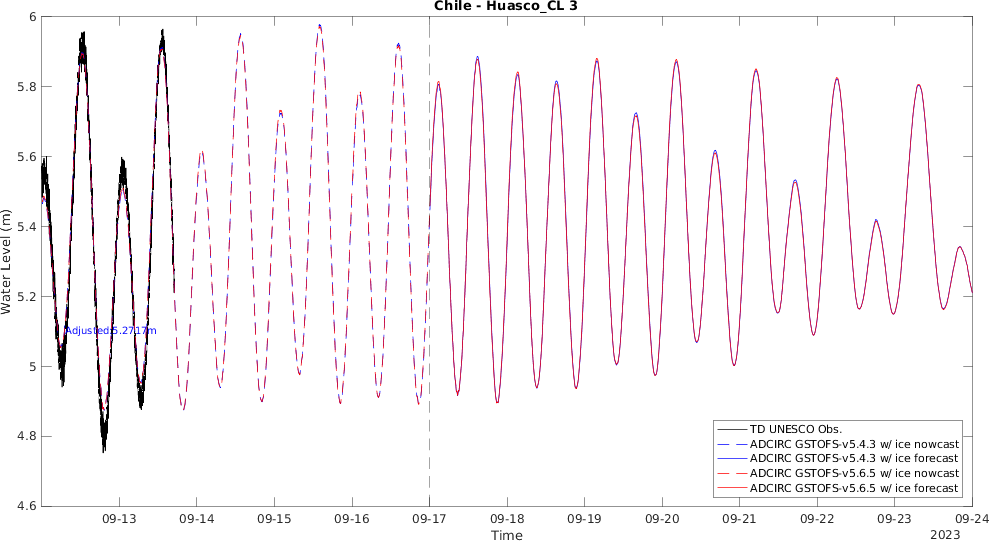 Chile - Huasco_CL 3
Water Level (m)
6
5.8
5.6
5.4
5.2
5
4.8
4.6
Adjusted:5.2717m
TD UNESCO Obs.
ADCIRC GSTOFS-v5.4.3 w/ ice nowcast
ADCIRC GSTOFS-v5.4.3 w/ ice forecast
ADCIRC GSTOFS-v5.6.5 w/ ice nowcast
ADCIRC GSTOFS-v5.6.5 w/ ice forecast
09-13 09-14 09-15 09-16 09-17 09-18 09-19 09-20 09-21 09-22 09-23 09-24
Time
2023